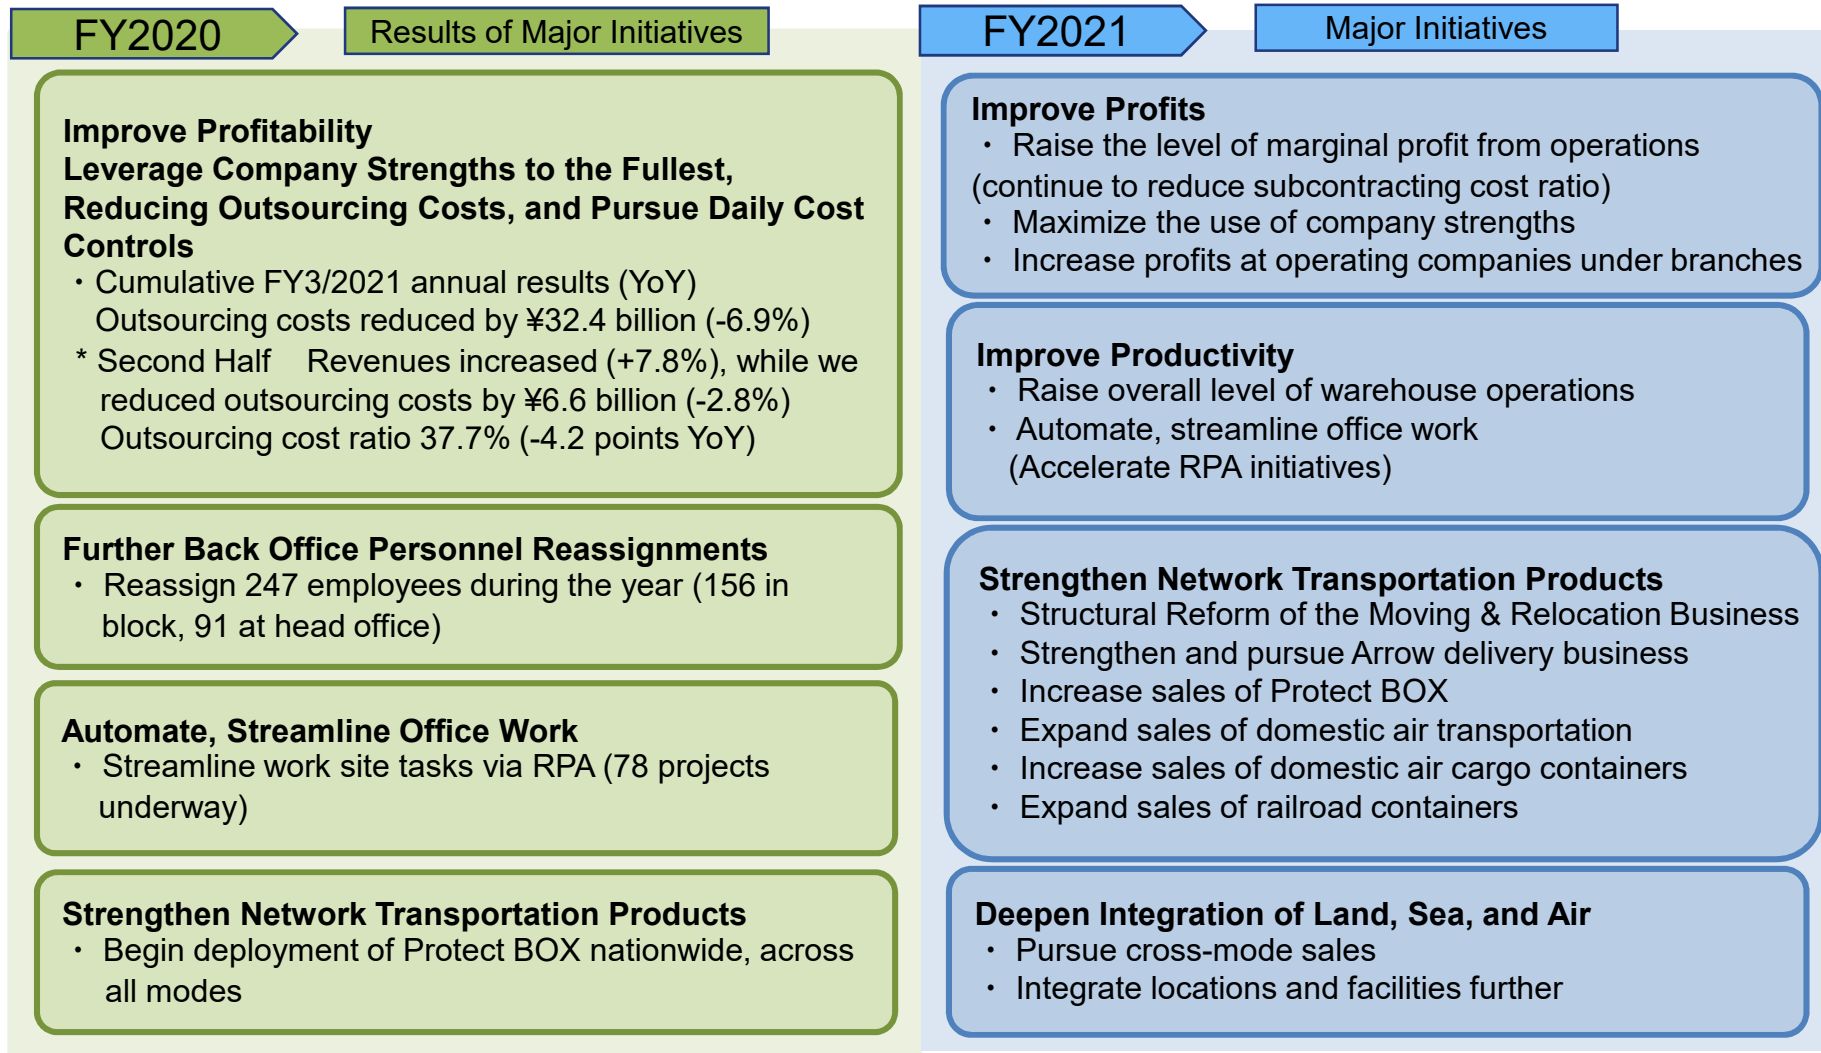 FY2020
Results of Major Initiatives
Improve Profitability
Leverage Company Strengths to the Fullest,
Reducing Outsourcing Costs, and Pursue Daily Cost
Controls
・Cumulative FY3/2021 annual results (YoY)
Outsourcing costs reduced by ¥32.4 billion (-6.9%)
* Second Half　Revenues increased (+7.8%), while we
reduced outsourcing costs by ¥6.6 billion (-2.8%)
Outsourcing cost ratio 37.7% (-4.2 points YoY)
Further Back Office Personnel Reassignments
・ Reassign 247 employees during the year (156 in
block, 91 at head office)
Automate, Streamline Office Work
・ Streamline work site tasks via RPA (78 projects
underway)
Strengthen Network Transportation Products
・ Begin deployment of Protect BOX nationwide, across
all modes
FY2021
Major Initiatives
Improve Profits
・ Raise the level of marginal profit from operations
(continue to reduce subcontracting cost ratio)
・ Maximize the use of company strengths
・ Increase profits at operating companies under branches
Improve Productivity
・ Raise overall level of warehouse operations
・ Automate, streamline office work
(Accelerate RPA initiatives)
Strengthen Network Transportation Products
・ Structural Reform of the Moving & Relocation Business
・ Strengthen and pursue Arrow delivery business
・ Increase sales of Protect BOX
・ Expand sales of domestic air transportation
・ Increase sales of domestic air cargo containers
・ Expand sales of railroad containers
Deepen Integration of Land, Sea, and Air
・ Pursue cross-mode sales
・ Integrate locations and facilities further